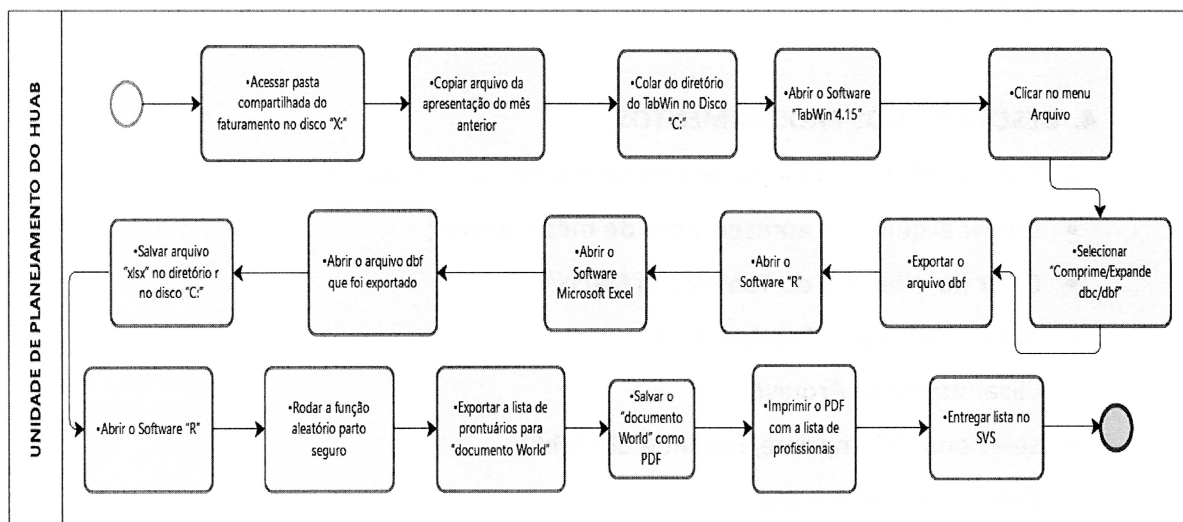 UNIDADE DE PLANEJAMENTO DO HUAB
•Acessar pasta
compartilhada do
faturamento no disco "X:"
•Copiar arquivo da
apresentação do mês
anterior
•Colar do diretório
do TabWin no Disco
"C:"
•Abrir o Software
"TabWin 4.15"
•Clicar no menu
Arquivo
•Selecionar
"Comprime/Expande
dbc/dbf"
•Exportar o
arquivo dbf
•Abrir o
Software "R"
•Abrir o
Software
Microsoft Excel
•Abrir o arquivo dbf
que foi exportado
•Salvar arquivo
"xlsx" no diretório r
no disco "C:"
•Abrir o Software "R"
•Rodar a função
aleatório parto
seguro
•Exportar a lista de
prontuários para
"documento World"
•Salvar o
"documento
World" como
PDF
•Imprimir o PDF
com a lista de
profissionais
•Entregar lista no
SVS